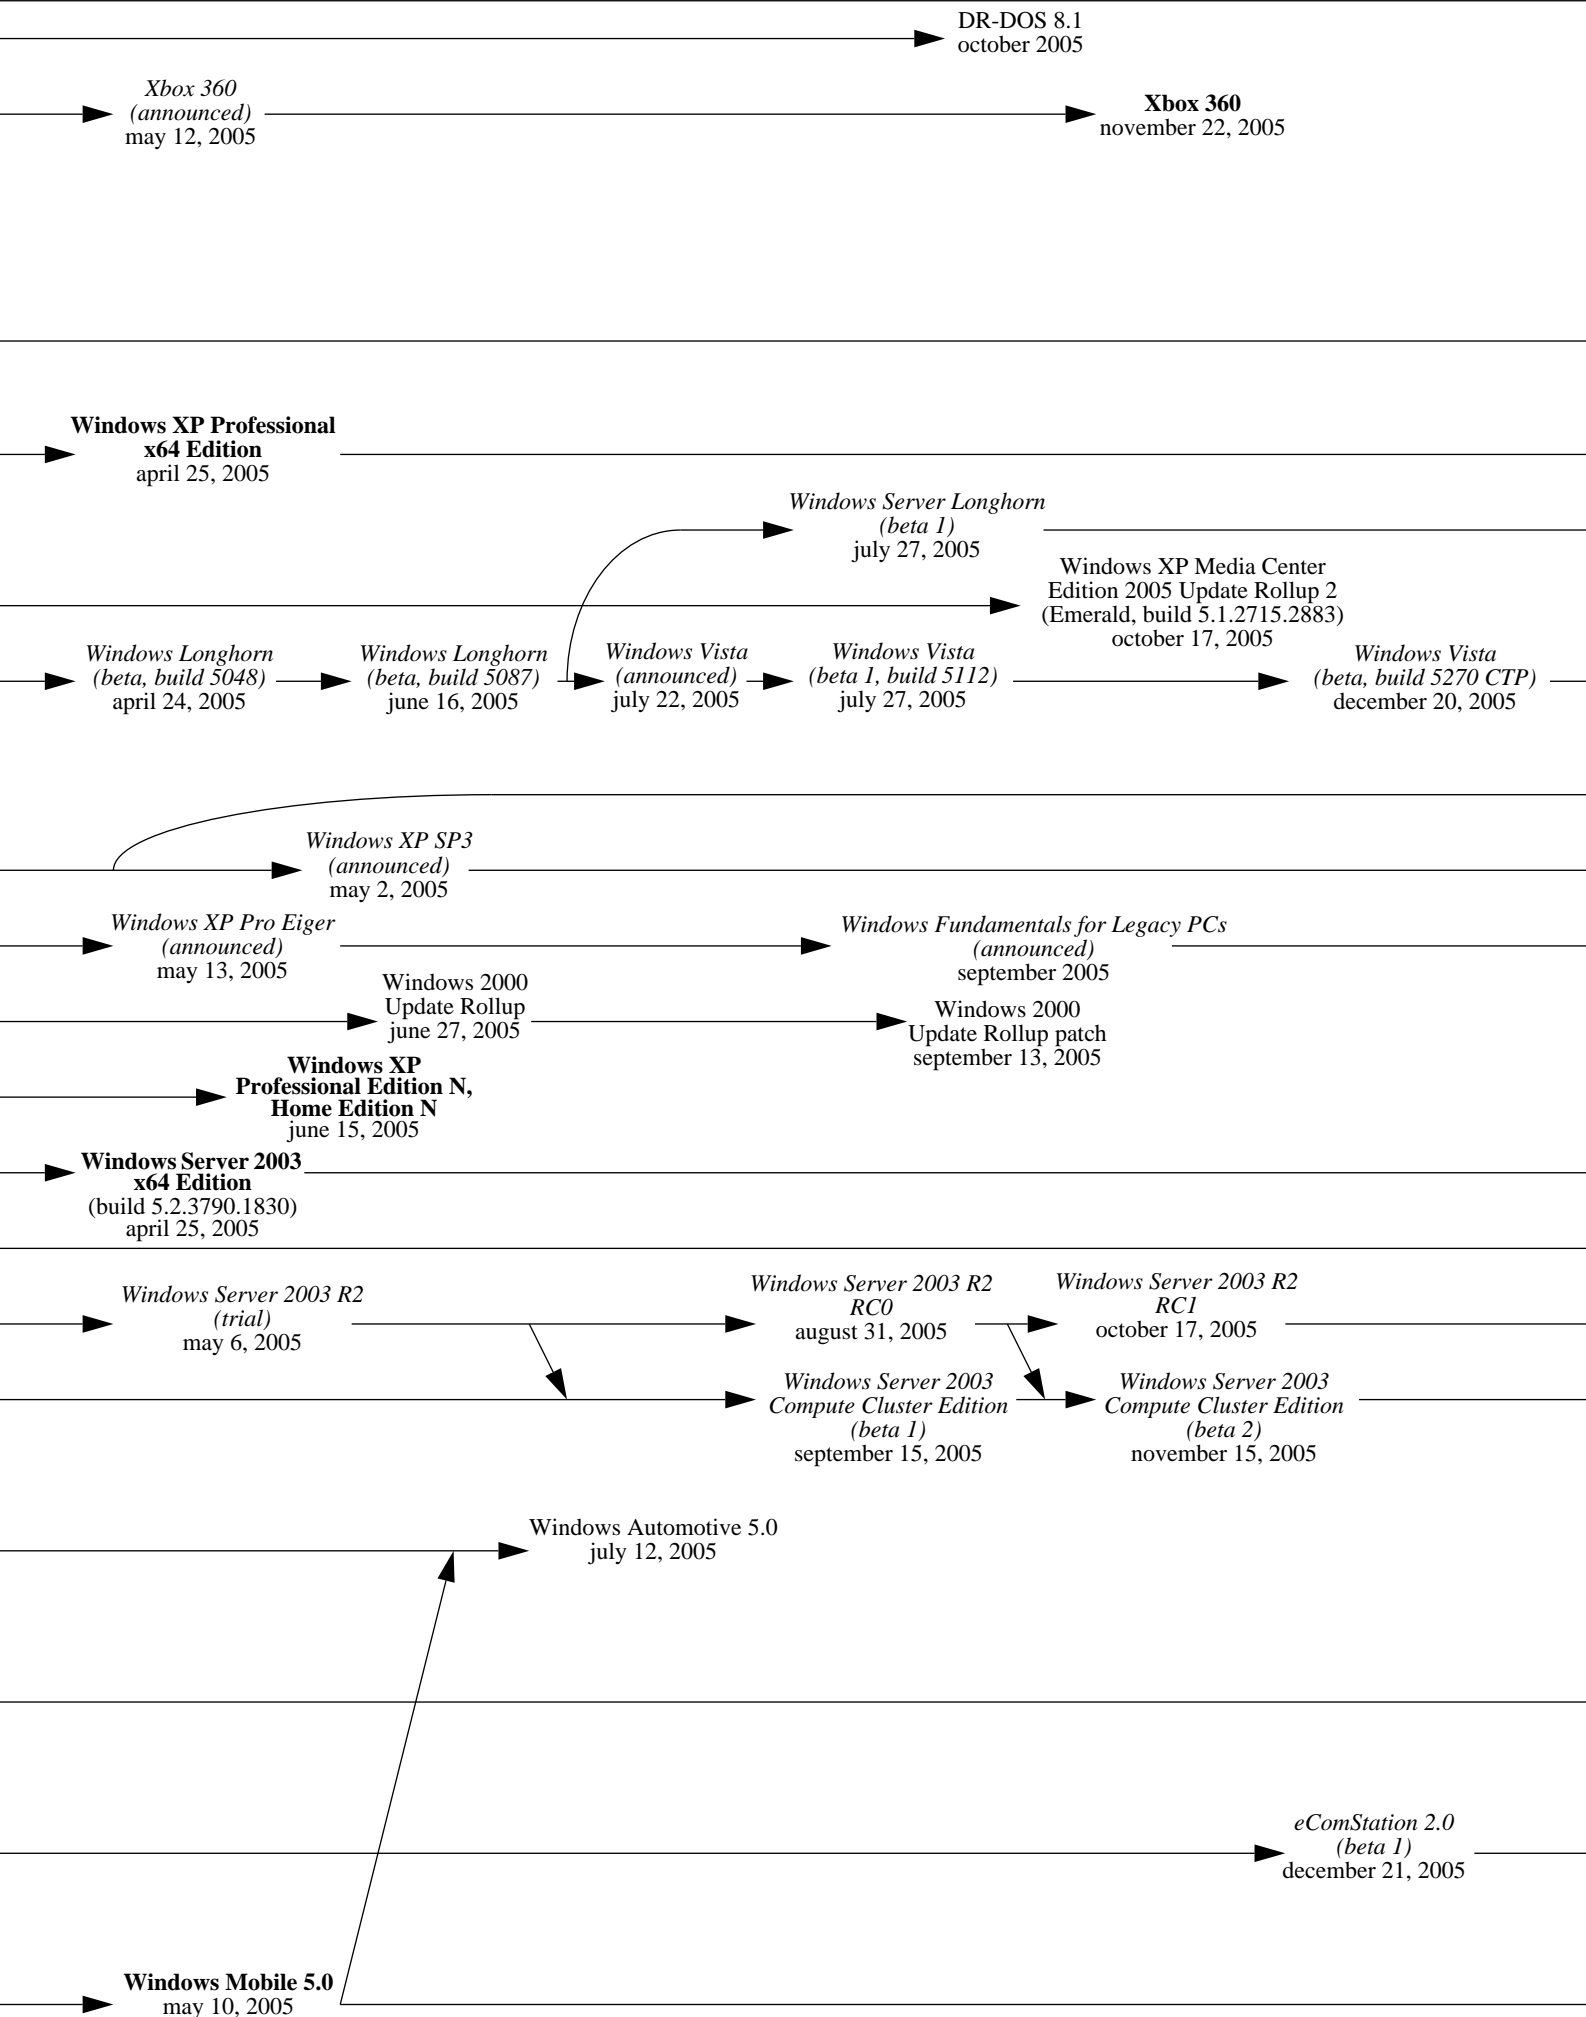 DR-DOS 8.1
october 2005
Xbox 360
(announced)
may 12, 2005
Xbox 360
november 22, 2005
Windows XP Professional
x64 Edition
april 25, 2005
Windows Server Longhorn
(beta 1)
july 27, 2005
Windows XP Media Center
Edition 2005 Update Rollup 2
(Emerald, build 5.1.2715.2883)
october 17, 2005
Windows Longhorn
(beta, build 5048)
april 24, 2005
Windows Longhorn
(beta, build 5087)
june 16, 2005
Windows Vista
(announced)
july 22, 2005
Windows Vista
(beta 1, build 5112)
july 27, 2005
Windows Vista
(beta, build 5270 CTP)
december 20, 2005
Windows XP SP3
(announced)
may 2, 2005
Windows XP Pro Eiger
(announced)
may 13, 2005
Windows Fundamentals for Legacy PCs
(announced)
september 2005
Windows 2000
Update Rollup
june 27, 2005
Windows 2000
Update Rollup patch
september 13, 2005
Windows XP
Professional Edition N,
Home Edition N
june 15, 2005
Windows Server 2003
x64 Edition
(build 5.2.3790.1830)
april 25, 2005
Windows Server 2003 R2
(trial)
may 6, 2005
Windows Server 2003 R2
RC0
august 31, 2005
Windows Server 2003 R2
RC1
october 17, 2005
Windows Server 2003
Compute Cluster Edition
(beta 1)
september 15, 2005
Windows Server 2003
Compute Cluster Edition
(beta 2)
november 15, 2005
Windows Automotive 5.0
july 12, 2005
eComStation 2.0
(beta 1)
december 21, 2005
Windows Mobile 5.0
may 10, 2005